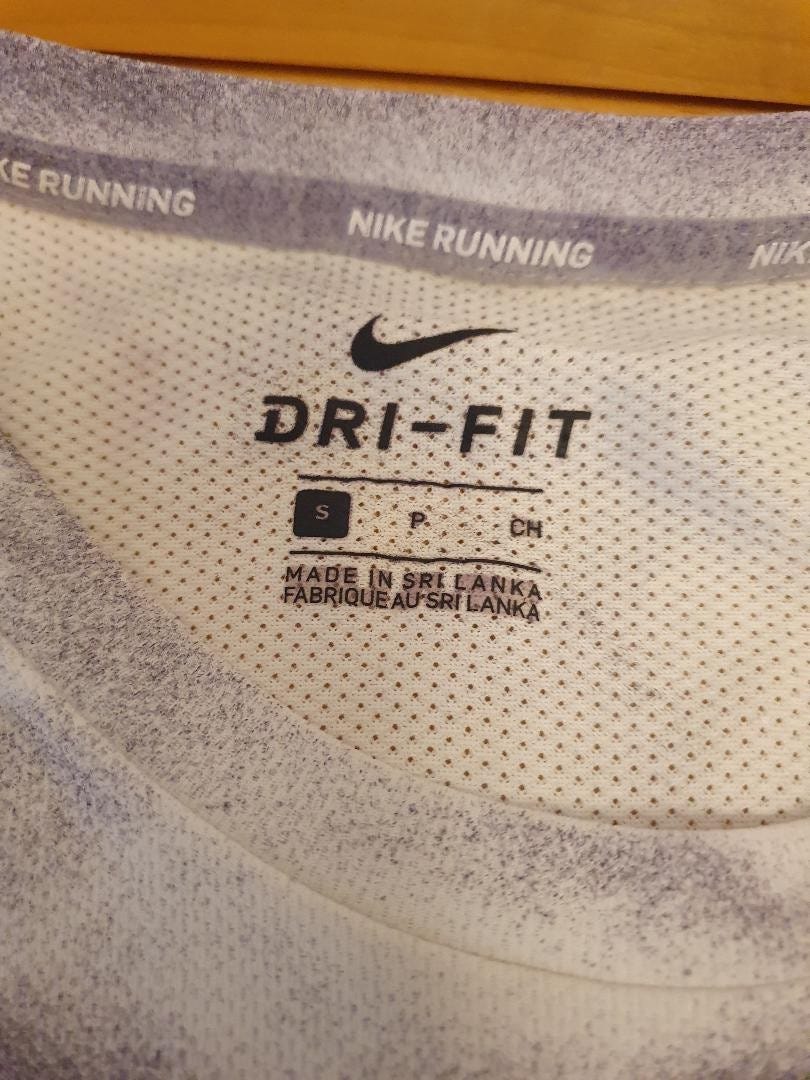 KE RUNNING
NIKE RUNNING
NIK
DRI-FIT
S P CH
MADE IN SRI LANKA
FABRIQUE AU SRI LANKA